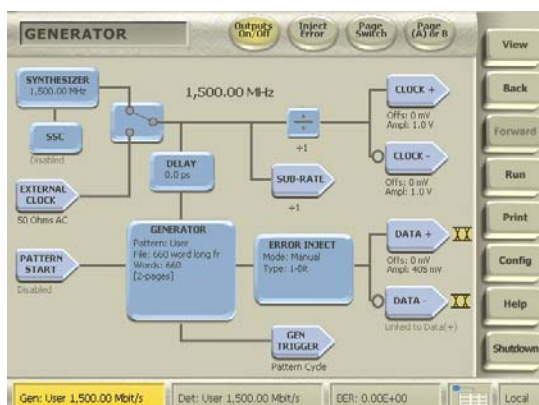 GENERATOR
Outputs
On/Off
Inject
Error
Page
Switch
Page
(A) or B
View
Back
Forward
Run
Print
Config
Help
Shutdown
SYNTHESIZER
1,500.00 MHz
SSC
Disabled
1,500.00 MHz
÷
÷1
CLOCK +
Offs: 0 mV
Ampl: 1.0 V
CLOCK -
Offs: 0 mV
Ampl: 1.0 V
DELAY
0.0 ps
SUB-RATE
÷1
EXTERNAL
CLOCK
50 Ohms AC
PATTERN
START
Disabled
GENERATOR
Pattern: User
File: 660 word long fr
Words: 660
[2-pages]
ERROR INJECT
Mode: Manual
Type: 1-Bit
DATA +
Offs: 0 mV
Ampl: 405 mV
DATA -
Linked to Data(+)
GEN
TRIGGER
Pattern Cycle
Gen: User 1,500.00 Mbit/s
Det: User 1,500.00 Mbit/s
BER: 0.00E+00
Local